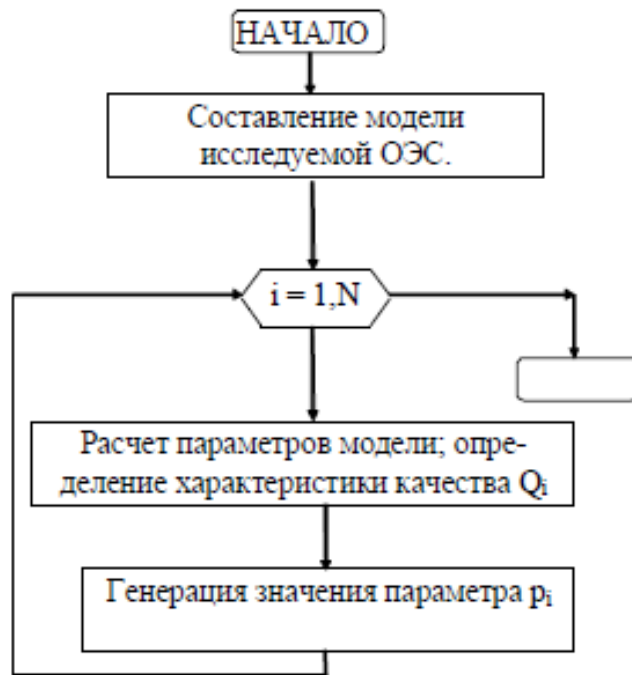 НАЧАЛО
Составление модели
исследуемой ОЭС.
i = 1,N
Расчет параметров модели; опре-
деление характеристики качества Qi
Генерация значения параметра pi